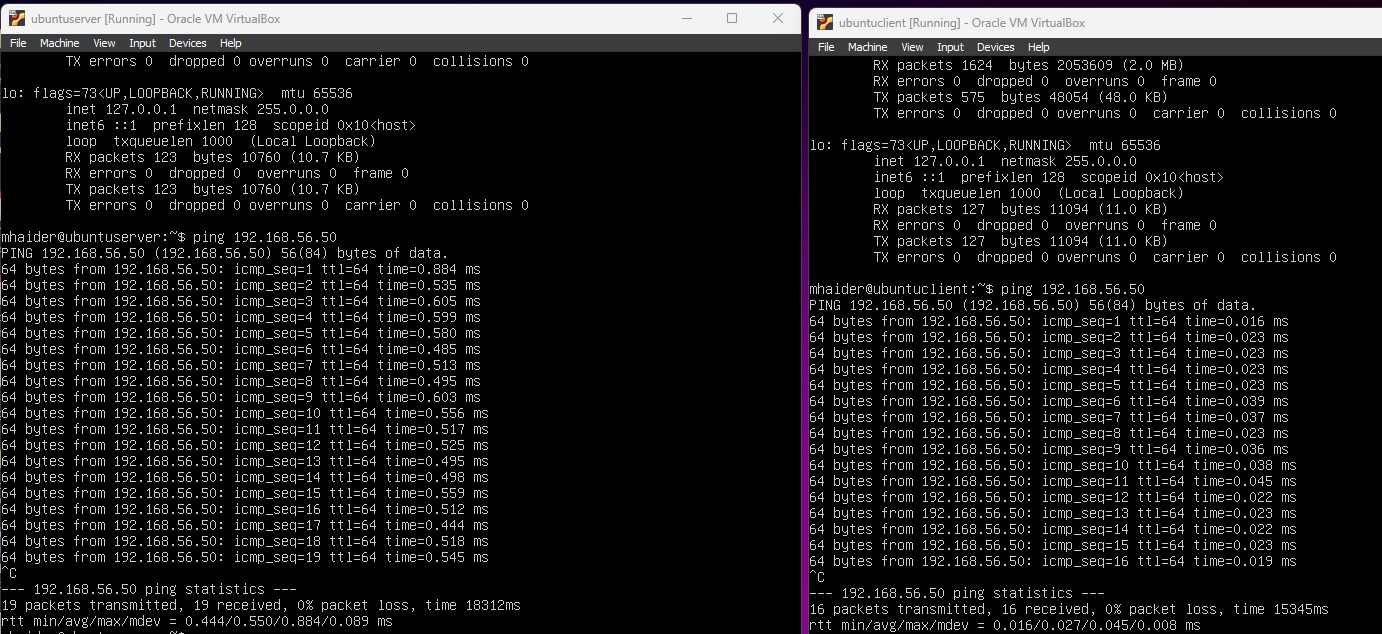 ubuntuserver [Running] - Oracle VM VirtualBox
File Machine View Input Devices Help
TX errors 0 dropped 0 overruns 0 carrier 0 collisions 0
lo: flags=73<UP,LOOPBACK,RUNNING> mtu 65536
inet 127.0.0.1 netmask 255.0.0.0
inet6 ::1 prefixlen 128 scopeid 0x10<host>
loop txqueuelen 1000 (Local Loopback)
RX packets 123 bytes 10760 (10.7 KB)
RX errors 0 dropped 0 overruns 0 frame 0
TX packets 123 bytes 10760 (10.7 KB)
TX errors 0 dropped 0 overruns 0 carrier 0 collisions 0
mhaider@ubuntuserver:~$ ping 192.168.56.50
PING 192.168.56.50 (192.168.56.50) 56(84) bytes of data.
64 bytes from 192.168.56.50: icmp_seq=1 ttl=64 time=0.884 ms
64 bytes from 192.168.56.50: icmp_seq=2 ttl=64 time=0.535 ms
64 bytes from 192.168.56.50: icmp_seq=3 ttl=64 time=0.605 ms
64 bytes from 192.168.56.50: icmp_seq=4 ttl=64 time=0.599 ms
64 bytes from 192.168.56.50: icmp_seq=5 ttl=64 time=0.580 ms
64 bytes from 192.168.56.50: icmp_seq=6 ttl=64 time=0.485 ms
64 bytes from 192.168.56.50: icmp_seq=7 ttl=64 time=0.513 ms
64 bytes from 192.168.56.50: icmp_seq=8 ttl=64 time=0.495 ms
64 bytes from 192.168.56.50: icmp_seq=9 ttl=64 time=0.603 ms
64 bytes from 192.168.56.50: icmp_seq=10 ttl=64 time=0.556 ms
64 bytes from 192.168.56.50: icmp_seq=11 ttl=64 time=0.517 ms
64 bytes from 192.168.56.50: icmp_seq=12 ttl=64 time=0.525 ms
64 bytes from 192.168.56.50: icmp_seq=13 ttl=64 time=0.495 ms
64 bytes from 192.168.56.50: icmp_seq=14 ttl=64 time=0.498 ms
64 bytes from 192.168.56.50: icmp_seq=15 ttl=64 time=0.559 ms
64 bytes from 192.168.56.50: icmp_seq=16 ttl=64 time=0.512 ms
64 bytes from 192.168.56.50: icmp_seq=17 ttl=64 time=0.444 ms
64 bytes from 192.168.56.50: icmp_seq=18 ttl=64 time=0.518 ms
64 bytes from 192.168.56.50: icmp_seq=19 ttl=64 time=0.545 ms
^C
--- 192.168.56.50 ping statistics ---
19 packets transmitted, 19 received, 0% packet loss, time 18312ms
rtt min/avg/max/mdev = 0.444/0.550/0.884/0.089 ms
ubuntuclient [Running] - Oracle VM VirtualBox
File Machine View Input Devices Help
RX packets 1624 bytes 2053609 (2.0 MB)
RX errors 0 dropped 0 overruns 0 frame 0
TX packets 575 bytes 48054 (48.0 KB)
TX errors 0 dropped 0 overruns 0 carrier 0 collisions 0
lo: flags=73<UP,LOOPBACK,RUNNING> mtu 65536
inet 127.0.0.1 netmask 255.0.0.0
inet6 ::1 prefixlen 128 scopeid 0x10<host>
loop txqueuelen 1000 (Local Loopback)
RX packets 127 bytes 11094 (11.0 KB)
RX errors 0 dropped 0 overruns 0 frame 0
TX packets 127 bytes 11094 (11.0 KB)
TX errors 0 dropped 0 overruns 0 carrier 0 collisions 0
mhaider@ubuntuclient:~$ ping 192.168.56.50
PING 192.168.56.50 (192.168.56.50) 56(84) bytes of data.
64 bytes from 192.168.56.50: icmp_seq=1 ttl=64 time=0.016 ms
64 bytes from 192.168.56.50: icmp_seq=2 ttl=64 time=0.023 ms
64 bytes from 192.168.56.50: icmp_seq=3 ttl=64 time=0.023 ms
64 bytes from 192.168.56.50: icmp_seq=4 ttl=64 time=0.023 ms
64 bytes from 192.168.56.50: icmp_seq=5 ttl=64 time=0.023 ms
64 bytes from 192.168.56.50: icmp_seq=6 ttl=64 time=0.039 ms
64 bytes from 192.168.56.50: icmp_seq=7 ttl=64 time=0.037 ms
64 bytes from 192.168.56.50: icmp_seq=8 ttl=64 time=0.023 ms
64 bytes from 192.168.56.50: icmp_seq=9 ttl=64 time=0.036 ms
64 bytes from 192.168.56.50: icmp_seq=10 ttl=64 time=0.038 ms
64 bytes from 192.168.56.50: icmp_seq=11 ttl=64 time=0.045 ms
64 bytes from 192.168.56.50: icmp_seq=12 ttl=64 time=0.022 ms
64 bytes from 192.168.56.50: icmp_seq=13 ttl=64 time=0.023 ms
64 bytes from 192.168.56.50: icmp_seq=14 ttl=64 time=0.022 ms
64 bytes from 192.168.56.50: icmp_seq=15 ttl=64 time=0.023 ms
64 bytes from 192.168.56.50: icmp_seq=16 ttl=64 time=0.019 ms
^C
--- 192.168.56.50 ping statistics ---
16 packets transmitted, 16 received, 0% packet loss, time 15345ms
rtt min/avg/max/mdev = 0.016/0.027/0.045/0.008 ms